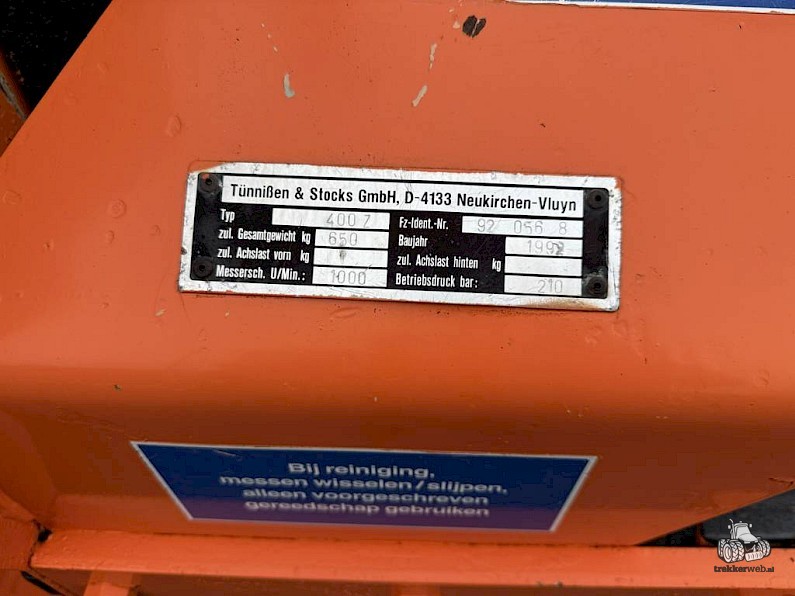 Tünnißen & Stocks GmbH, D-4133 Neukirchen-Vluyn
Typ 400 7 Fz-Ident.-Nr. 92 056 8
zul. Gesamtgewicht kg 650 Baujahr 1992
zul. Achslast vorn kg zul. Achslast hinten kg
Messersch. U/Min.: 1000 Betriebsdruck bar: 210
Bij reiniging,
messen wisselen/slijpen,
alleen voorgeschreven
gereedschap gebruiken
trekkerweb.nl